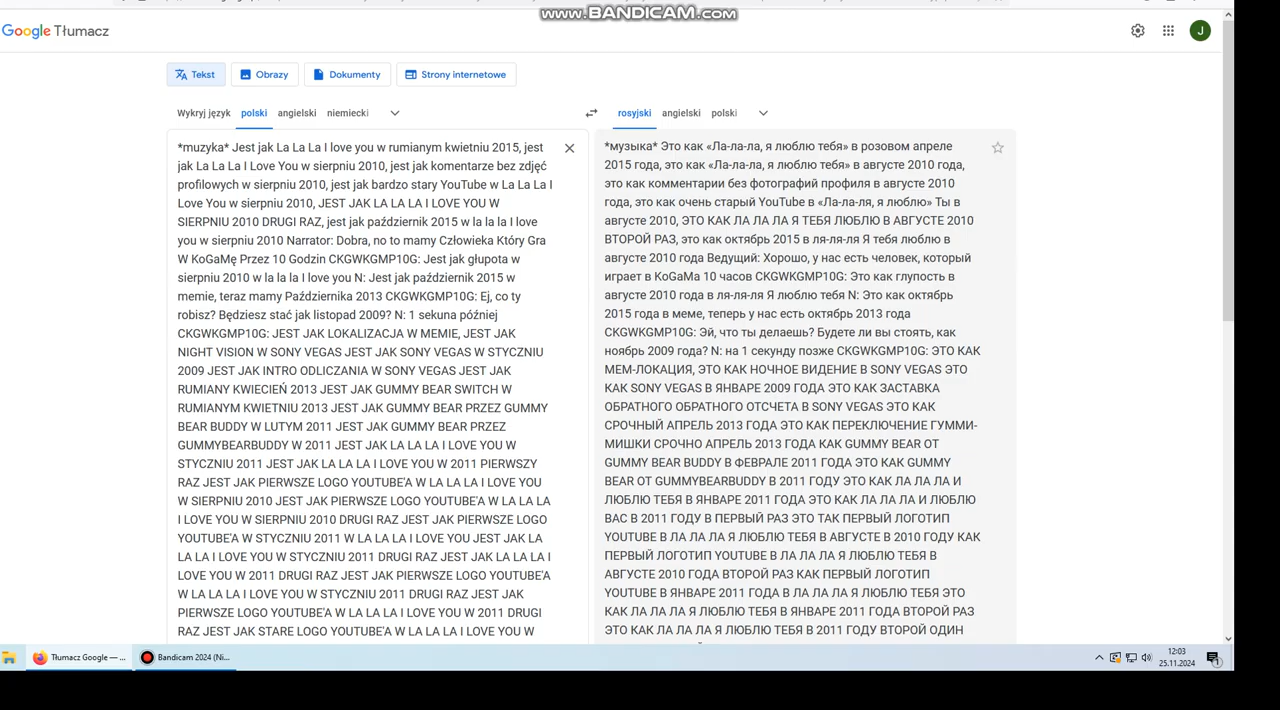 www.BANDICAM.com
Google Tłumacz
J
Tekst
Obrazy
Dokumenty
Strony internetowe
Wykryj język
polski
angielski
niemiecki
rosyjski
angielski
polski
*muzyka* Jest jak La La La I love you w rumianym kwietniu 2015, jest
jak La La La I Love You w sierpniu 2010, jest jak komentarze bez zdjęć
profilowych w sierpniu 2010, jest jak bardzo stary YouTube w La La La I
Love You w sierpniu 2010, JEST JAK LA LA LA I LOVE YOU W
SIERPNIU 2010 DRUGI RAZ, jest jak październik 2015 w la la la I love
you w sierpniu 2010 Narrator: Dobra, no to mamy Człowieka Który Gra
W KoGaMę Przez 10 Godzin CKGWKGMP10G: Jest jak głupota w
sierpniu 2010 w la la la I love you N: Jest jak październik 2015 w
memie, teraz mamy Października 2013 CKGWKGMP10G: Ej, co ty
robisz? Będziesz stać jak listopad 2009? N: 1 sekuna później
CKGWKGMP10G: JEST JAK LOKALIZACJA W MEMIE, JEST JAK
NIGHT VISION W SONY VEGAS JEST JAK SONY VEGAS W STYCZNIU
2009 JEST JAK INTRO ODLICZANIA W SONY VEGAS JEST JAK
RUMIANY KWIECIEŃ 2013 JEST JAK GUMMY BEAR SWITCH W
RUMIANYM KWIETNIU 2013 JEST JAK GUMMY BEAR PRZEZ GUMMY
BEAR BUDDY W LUTYM 2011 JEST JAK GUMMY BEAR PRZEZ
GUMMYBEARBUDDY W 2011 JEST JAK LA LA LA I LOVE YOU W
STYCZNIU 2011 JEST JAK LA LA LA I LOVE YOU W 2011 PIERWSZY
RAZ JEST JAK PIERWSZE LOGO YOUTUBE'A W LA LA LA I LOVE YOU
W SIERPNIU 2010 JEST JAK PIERWSZE LOGO YOUTUBE'A W LA LA LA
I LOVE YOU W SIERPNIU 2010 DRUGI RAZ JEST JAK PIERWSZE LOGO
YOUTUBE'A W STYCZNIU 2011 W LA LA LA I LOVE YOU JEST JAK LA
LA LA I LOVE YOU W STYCZNIU 2011 DRUGI RAZ JEST JAK LA LA LA I
LOVE YOU W 2011 DRUGI RAZ JEST JAK PIERWSZE LOGO YOUTUBE'A
W LA LA LA I LOVE YOU W STYCZNIU 2011 DRUGI RAZ JEST JAK
PIERWSZE LOGO YOUTUBE'A W LA LA LA I LOVE YOU W 2011 DRUGI
RAZ JEST JAK STARE LOGO YOUTUBE'A W LA LA LA I LOVE YOU W
*музыка* Это как «Ла-ла-ла, я люблю тебя» в розовом апреле
2015 года, это как «Ла-ла-ла, я люблю тебя» в августе 2010 года,
это как комментарии без фотографий профиля в августе 2010
года, это как очень старый YouTube в «Ла-ла-ля, я люблю» Ты в
августе 2010, ЭТО КАК ЛА ЛА ЛА Я ТЕБЯ ЛЮБЛЮ В АВГУСТЕ 2010
ВТОРОЙ РАЗ, это как октябрь 2015 в ля-ля-ля Я тебя люблю в
августе 2010 года Ведущий: Хорошо, у нас есть человек, который
играет в KoGaMa 10 часов CKGWKGMP10G: Это как глупость в
августе 2010 года в ля-ля-ля Я люблю тебя N: Это как октябрь
2015 года в меме, теперь у нас есть октябрь 2013 года
CKGWKGMP10G: Эй, что ты делаешь? Будете ли вы стоять, как
ноябрь 2009 года? N: на 1 секунду позже CKGWKGMP10G: ЭТО КАК
МЕМ-ЛОКАЦИЯ, ЭТО КАК НОЧНОЕ ВИДЕНИЕ В SONY VEGAS ЭТО
КАК SONY VEGAS В ЯНВАРЕ 2009 ГОДА ЭТО КАК ЗАСТАВКА
ОБРАТНОГО ОБРАТНОГО ОТСЧЕТА В SONY VEGAS ЭТО КАК
СРОЧНЫЙ АПРЕЛЬ 2013 ГОДА ЭТО КАК ПЕРЕКЛЮЧЕНИЕ ГУММИ-
МИШКИ СРОЧНО АПРЕЛЬ 2013 ГОДА КАК GUMMY BEAR ОТ
GUMMY BEAR BUDDY В ФЕВРАЛЕ 2011 ГОДА ЭТО КАК GUMMY
BEAR ОТ GUMMYBEARBUDDY В 2011 ГОДУ ЭТО КАК ЛА ЛА ЛА И
ЛЮБЛЮ ТЕБЯ В ЯНВАРЕ 2011 ГОДА ЭТО КАК ЛА ЛА ЛА И ЛЮБЛЮ
ВАС В 2011 ГОДУ В ПЕРВЫЙ РАЗ ЭТО ТАК ПЕРВЫЙ ЛОГОТИП
YOUTUBE В ЛА ЛА ЛА Я ЛЮБЛЮ ТЕБЯ В АВГУСТЕ В 2010 ГОДУ КАК
ПЕРВЫЙ ЛОГОТИП YOUTUBE В ЛА ЛА ЛА Я ЛЮБЛЮ ТЕБЯ В
АВГУСТЕ 2010 ГОДА ВТОРОЙ РАЗ КАК ПЕРВЫЙ ЛОГОТИП
YOUTUBE В ЯНВАРЕ 2011 ГОДА В ЛА ЛА ЛА Я ЛЮБЛЮ ТЕБЯ ЭТО
КАК ЛА ЛА ЛА Я ЛЮБЛЮ ТЕБЯ В ЯНВАРЕ 2011 ГОДА ВТОРОЙ РАЗ
ЭТО КАК ЛА ЛА ЛА Я ЛЮБЛЮ ТЕБЯ В 2011 ГОДУ ВТОРОЙ ОДИН
Tłumacz Google — ...
Bandicam 2024 (Ni...
12:03
25.11.2024
1